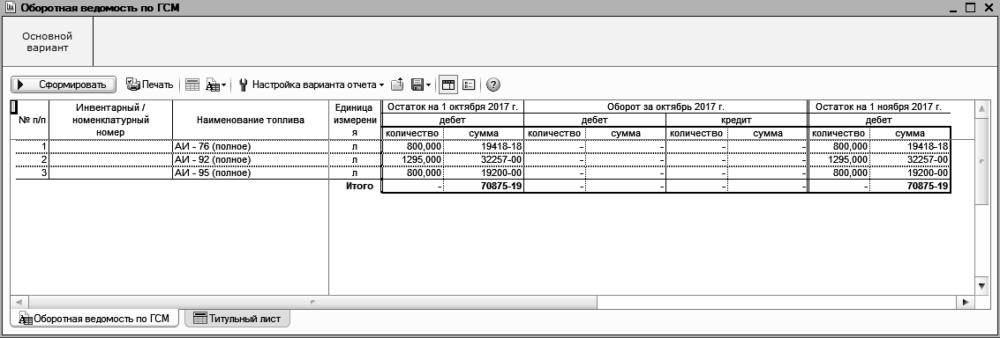 Оборотная ведомость по ГСМ
Основной
вариант
Сформировать Печать Настройка варианта отчета
№ п/п Инвентарный / номенклатурный номер Наименование топлива Единица измерени я Остаток на 1 октября 2017 г. Оборот за октябрь 2017 г. Остаток на 1 ноября 2017 г.
дебет дебет кредит дебет
количество сумма количество сумма количество сумма количество сумма
1 АИ - 76 (полное) л 800,000 19418-18 - - - - 800,000 19418-18
2 АИ - 92 (полное) л 1295,000 32257-00 - - - - 1295,000 32257-00
3 АИ - 95 (полное) л 800,000 19200-00 - - - - 800,000 19200-00
Итого - 70875-19 - - - - - 70875-19
Оборотная ведомость по ГСМ Титульный лист